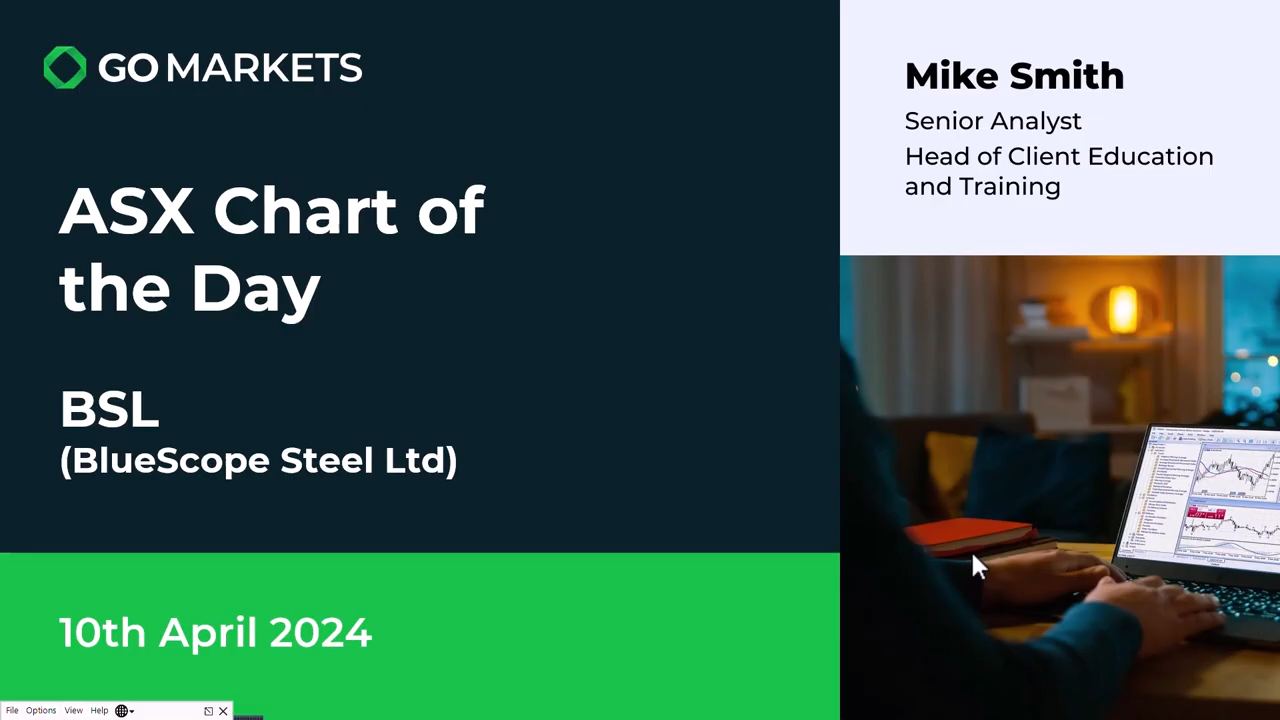 GO MARKETS
ASX Chart of
the Day
BSL
(BlueScope Steel Ltd)
10th April 2024
Mike Smith
Senior Analyst
Head of Client Education
and Training
File Options View Help